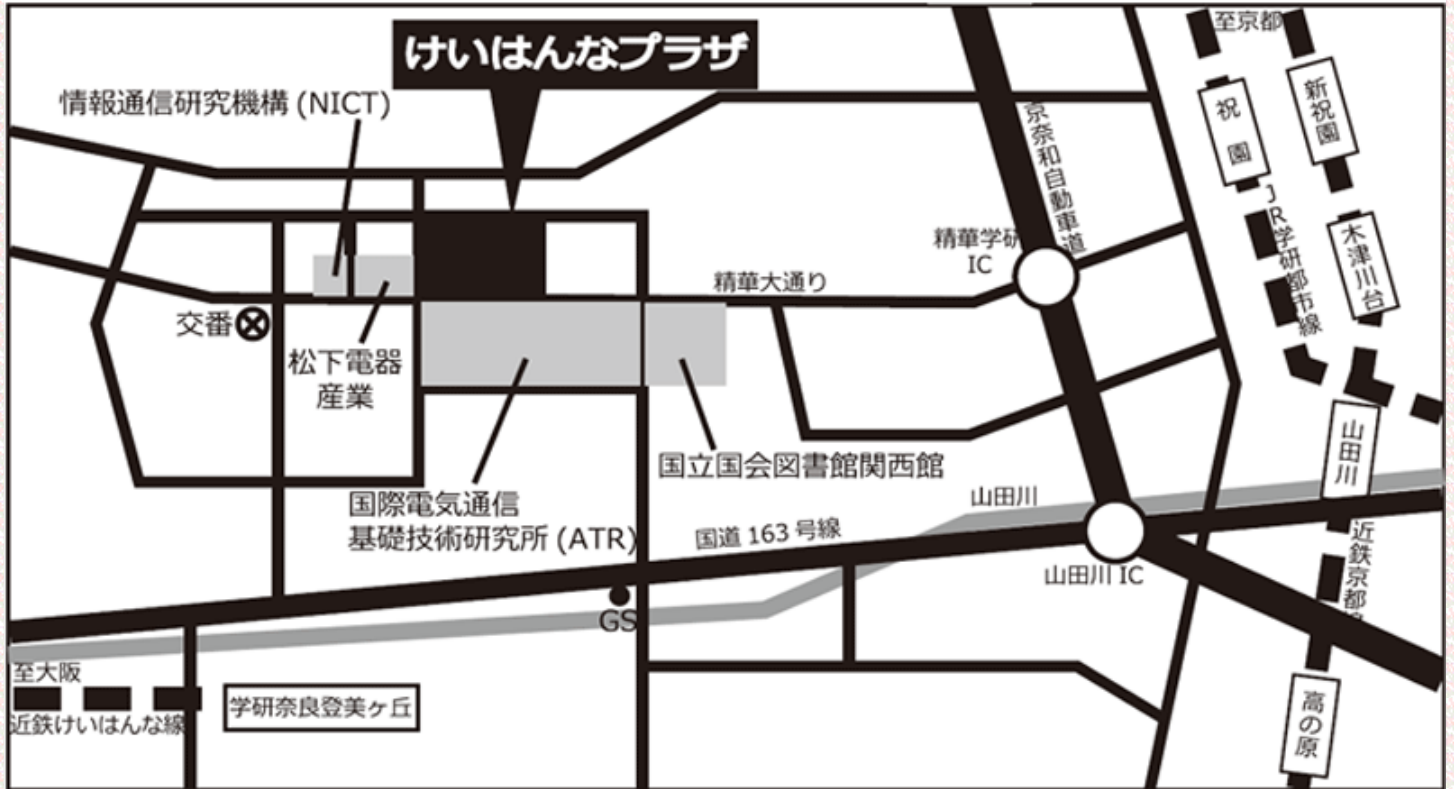 至京都
けいはんなプラザ
情報通信研究機構 (NICT)
祝園
新祝園
京奈和自動車道
JR学研都市線
木津川台
精華学研
IC
精華大通り
交番
松下電器
産業
山田川
国立国会図書館関西館
国際電気通信
基礎技術研究所 (ATR)
山田川
国道 163 号線
近鉄京都
山田川 IC
GS
至大阪
学研奈良登美ヶ丘
近鉄けいはんな線
高の原